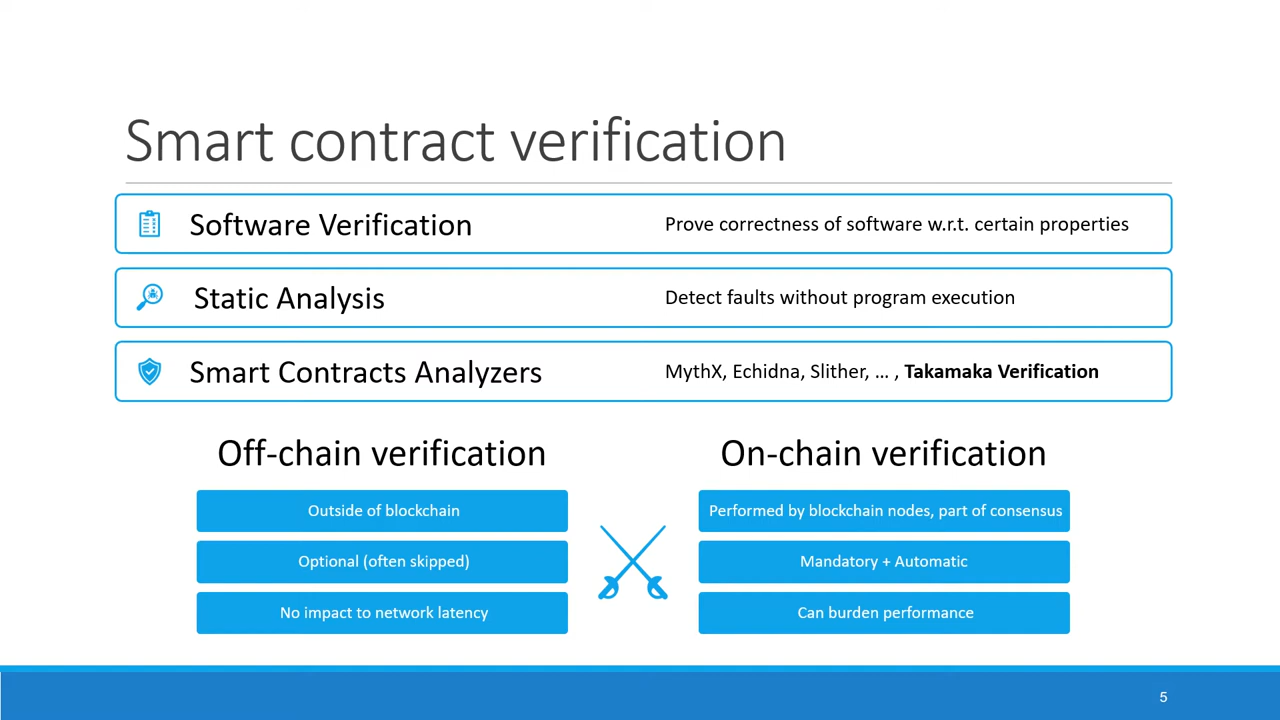 Smart contract verification
Software Verification
Prove correctness of software w.r.t. certain properties
Static Analysis
Detect faults without program execution
Smart Contracts Analyzers
MythX, Echidna, Slither, ... , Takamaka Verification
Off-chain verification
Outside of blockchain
Optional (often skipped)
No impact to network latency
On-chain verification
Performed by blockchain nodes, part of consensus
Mandatory + Automatic
Can burden performance
5